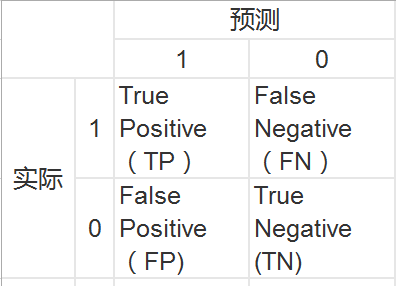 预测
1 0
True False
Positive Negative
（TP） （FN）
实际
1
False True
Positive Negative
0
（FP) (TN)